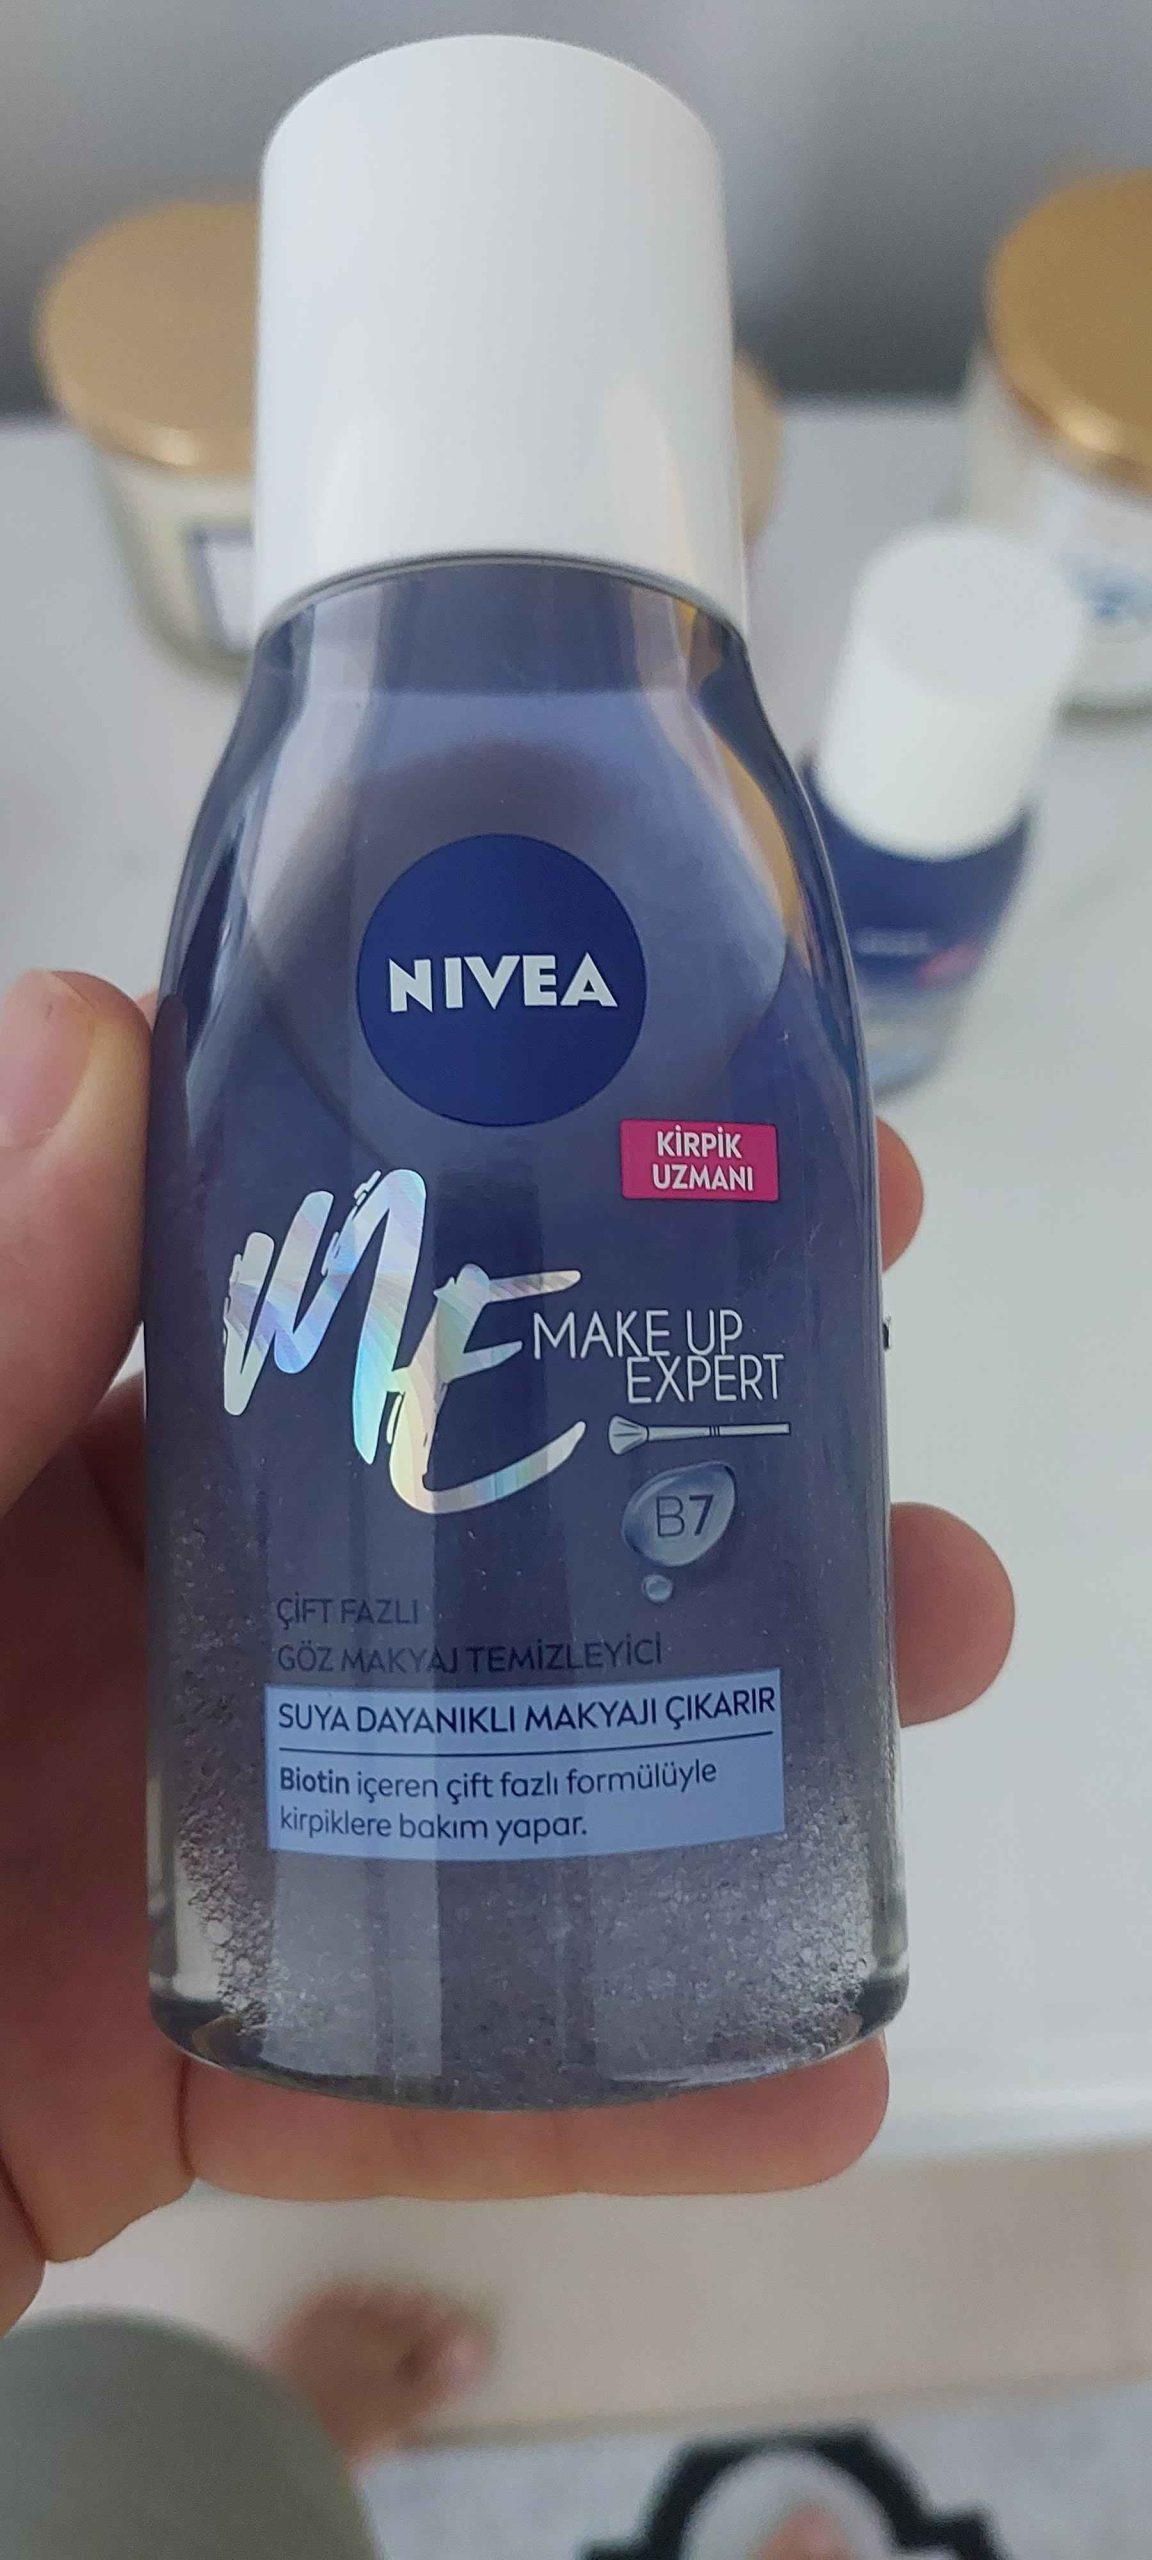 NIVEA
KİRPİK
UZMANI
ME
MAKE UP
EXPERT
B7
ÇİFT FAZLI
GÖZ MAKYAJ TEMİZLEYİCİ
SUYA DAYANIKLI MAKYAJI ÇIKARIR
Biotin içeren çift fazlı formülüyle
kirpiklere bakım yapar.